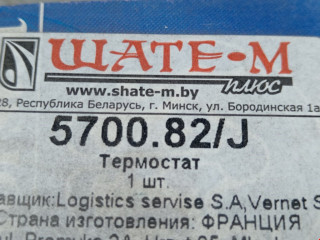 ШАТЕ-М
плюс
www.shate-m.by
28, Республика Беларусь, г. Минск, ул. Бородинская 1а
5700.82/J
Термостат
1 шт.
авщик:Logistics servise S.A,Vernet S
Страна изготовления: ФРАНЦИЯ